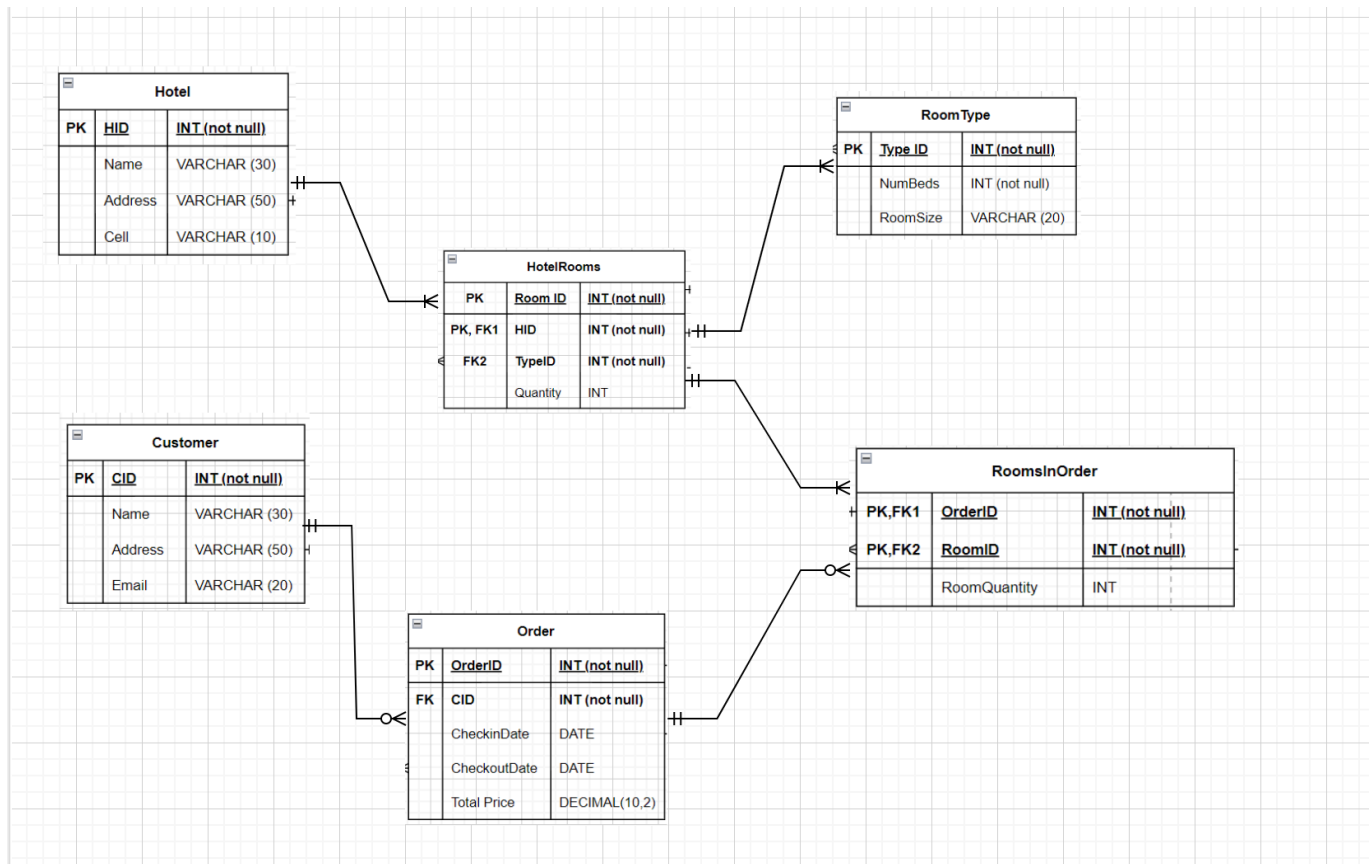 Hotel
PK HID INT (not null)
Name VARCHAR (30)
Address VARCHAR (50)
Cell VARCHAR (10)
RoomType
PK Type ID INT (not null)
NumBeds INT (not null)
RoomSize VARCHAR (20)
HotelRooms
PK Room ID INT (not null)
PK, FK1 HID INT (not null)
FK2 TypeID INT (not null)
Quantity INT
Customer
PK CID INT (not null)
Name VARCHAR (30)
Address VARCHAR (50)
Email VARCHAR (20)
RoomsInOrder
PK,FK1 OrderID INT (not null)
PK,FK2 RoomID INT (not null)
RoomQuantity INT
Order
PK OrderID INT (not null)
FK CID INT (not null)
CheckinDate DATE
CheckoutDate DATE
Total Price DECIMAL(10,2)